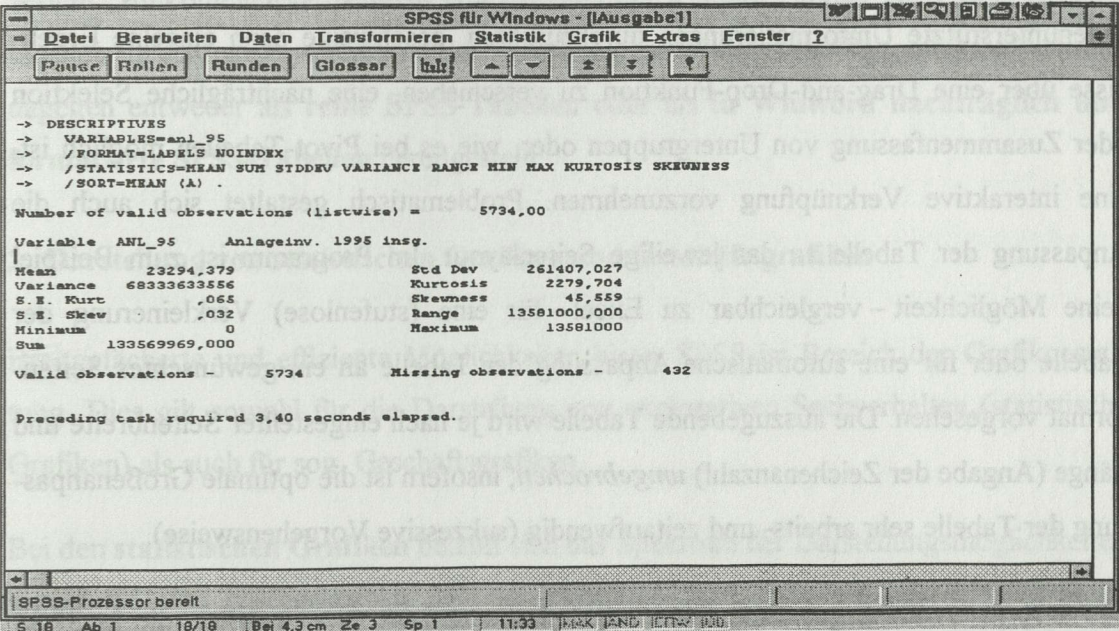 SPSS für Windows - [!Ausgabe1]
Datei Bearbeiten Daten Transformieren Statistik Grafik Extras Fenster ?
Pause Rollen Runden Glossar
-> DESCRIPTIVES
-> VARIABLES=anl_95
-> /FORMAT=LABELS NOINDEX
-> /STATISTICS=MEAN SUM STDDEV VARIANCE RANGE MIN MAX KURTOSIS SKEWNESS
-> /SORT=MEAN (A) .
Number of valid observations (listwise) = 5734,00
Variable ANL_95 Anlageinv. 1995 insg.
Mean 23294,379 Std Dev 261407,027
Variance 68333633556 Kurtosis 2279,704
S.E. Kurt ,065 Skewness 45,559
S.E. Skew ,032 Range 13581000,000
Minimum 0 Maximum 13581000
Sum 133569969,000
Valid observations - 5734 Missing observations - 432
Preceding task required seconds elapsed.
SPSS-Prozessor bereit
S 18 Ab 1 18/18 Bei 4,3 cm Ze 3 Sp 1 11:33